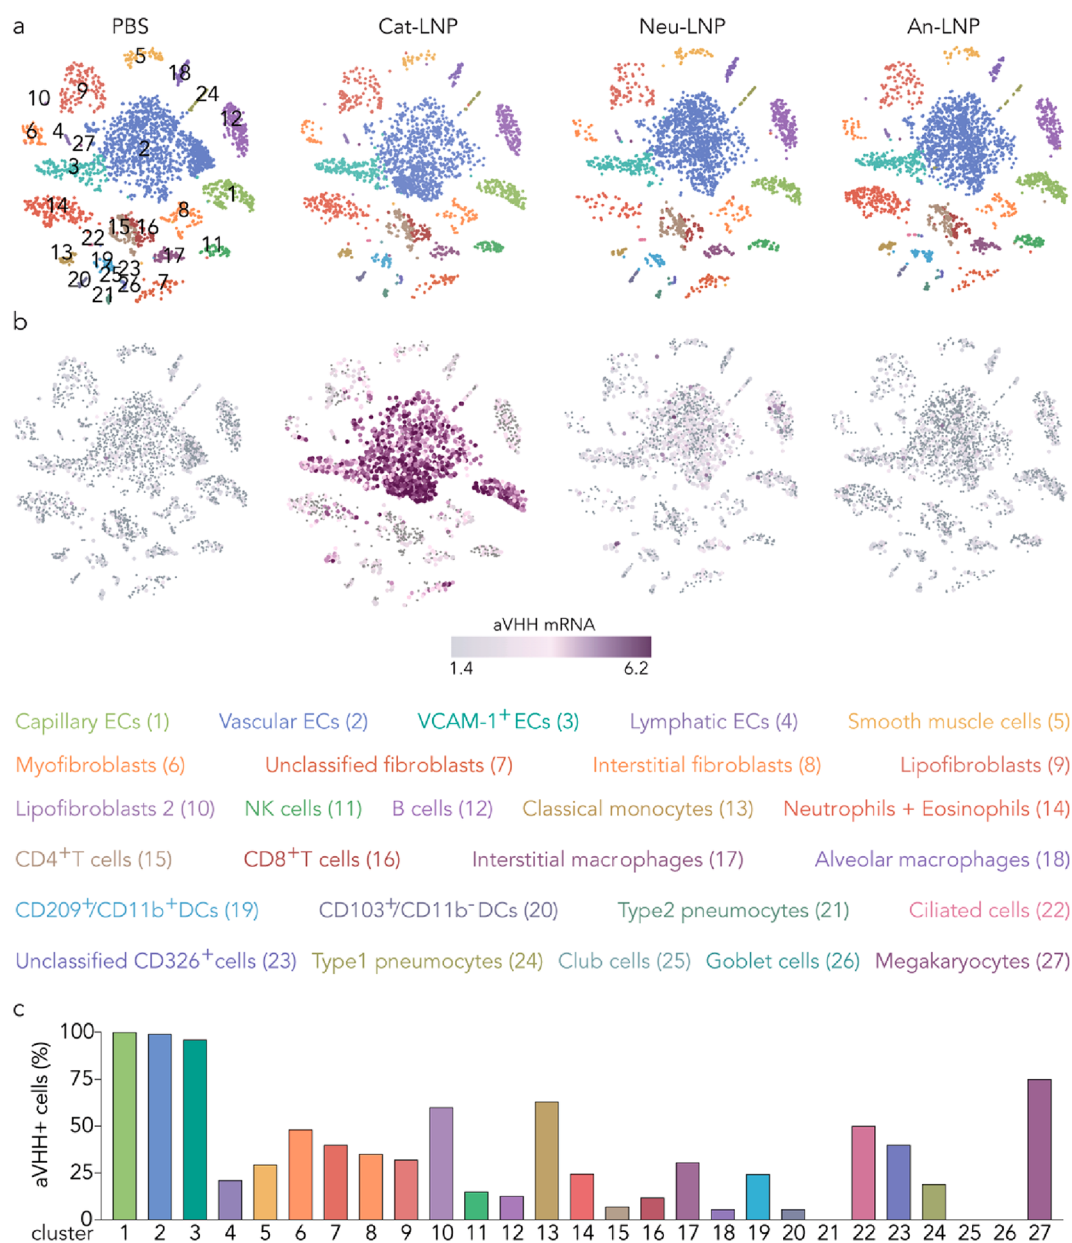 a
PBS Cat-LNP Neu-LNP An-LNP
5
18
9
24
10
12
6 4
27 2
3
1
14 8
15 16
22 11
13 17
19 23
20 25 26 7
21
b
aVHH mRNA
1.4 6.2
Capillary ECs (1) Vascular ECs (2) VCAM-1+ ECs (3) Lymphatic ECs (4) Smooth muscle cells (5)
Myofibroblasts (6) Unclassified fibroblasts (7) Interstitial fibroblasts (8) Lipofibroblasts (9)
Lipofibroblasts 2 (10) NK cells (11) B cells (12) Classical monocytes (13) Neutrophils + Eosinophils (14)
CD4+T cells (15) CD8+T cells (16) Interstitial macrophages (17) Alveolar macrophages (18)
CD209+/CD11b+DCs (19) CD103+/CD11b- DCs (20) Type2 pneumocytes (21) Ciliated cells (22)
Unclassified CD326+cells (23) Type1 pneumocytes (24) Club cells (25) Goblet cells (26) Megakaryocytes (27)
c
aVHH+ cells (%)
100
75
50
25
0
cluster 1 2 3 4 5 6 7 8 9 10 11 12 13 14 15 16 17 18 19 20 21 22 23 24 25 26 27